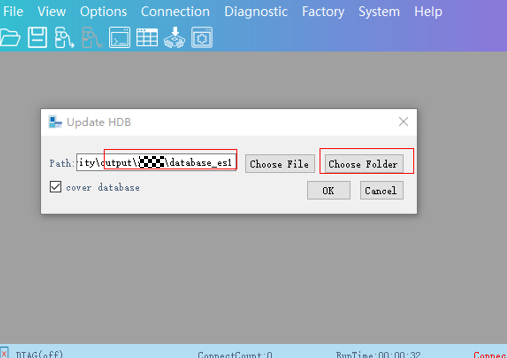 File View Options Connection Diagnostic Factory System Help
Update HDB
Path: ity\output\ \database_es1 Choose File Choose Folder
cover database
OK Cancel
DIAG(off) ConnectCount:0 RunTime:00:00:32 Connec